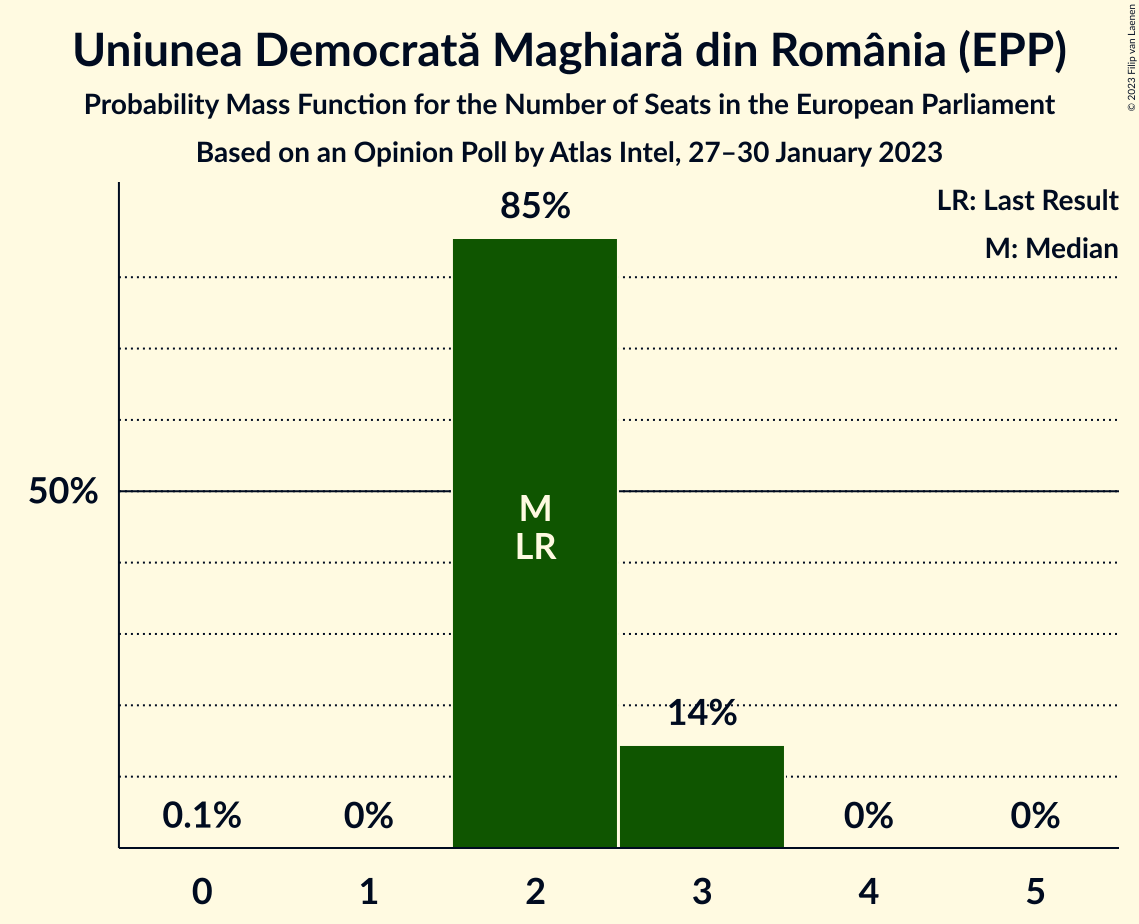 Uniunea Democrată Maghiară din România (EPP)
Probability Mass Function for the Number of Seats in the European Parliament
Based on an Opinion Poll by Atlas Intel, 27–30 January 2023
© 2023 Filip van Laenen
LR: Last Result
M: Median
85%
50%
M
LR
14%
0.1%
0%
0%
0%
0
1
2
3
4
5